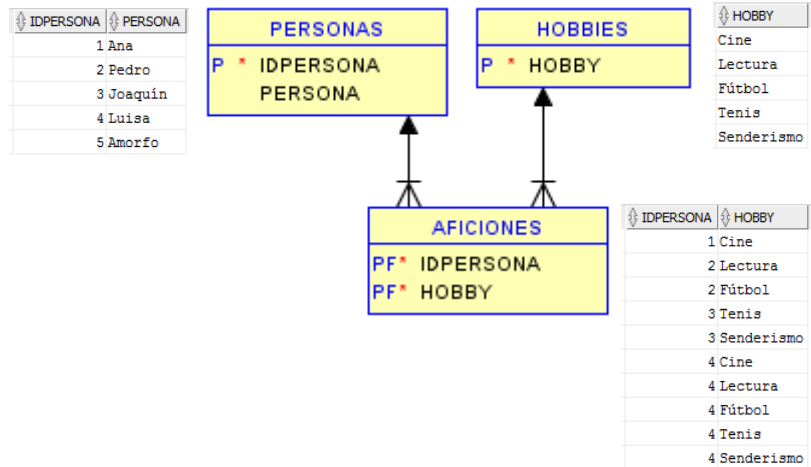 IDPERSONA PERSONA
1 Ana
2 Pedro
3 Joaquín
4 Luisa
5 Amorfo
PERSONAS
P * IDPERSONA
PERSONA
HOBBIES
P * HOBBY
HOBBY
Cine
Lectura
Fútbol
Tenis
Senderismo
AFICIONES
PF* IDPERSONA
PF* HOBBY
IDPERSONA HOBBY
1 Cine
2 Lectura
2 Fútbol
3 Tenis
3 Senderismo
4 Cine
4 Lectura
4 Fútbol
4 Tenis
4 Senderismo